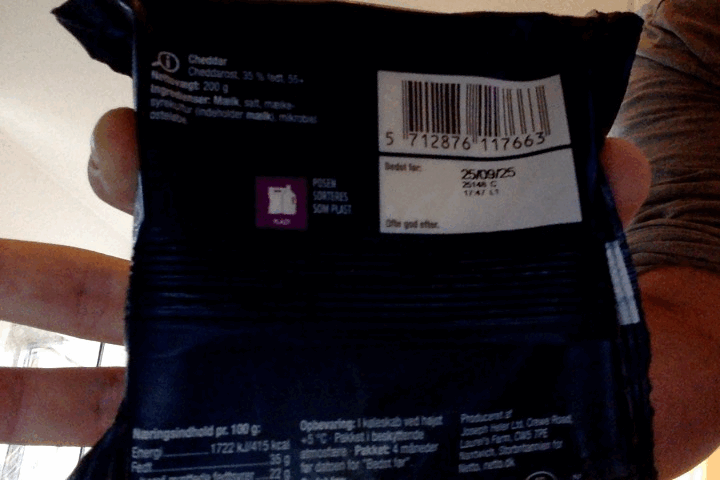 Cheddar
Cheddarost, 35 % fedt, 55+
Nettovægt: 200 g
Ingredienser: Mælk, salt, mælke-
syrekultur (indeholder mælk), mikrobiel
osteløbe
5 712876 117663
Bedst før:
25/09/25
25148 C
17:47 L1
Ofte god efter.
POSEN
SORTERES
SOM PLAST
PLAST
Næringsindhold pr. 100 g:
Energi 1722 kJ/415 kcal
Fedt 35 g
22 g
Opbevaring: I køleskab ved højst
+5 °C · Pakket i beskyttende
atmosfære · Pakket: 4 måneder
før datoen for "Bedst før"
Produceret af
Joseph Heler Ltd, Crewe Road,
Laurel's Farm, CW5 7PE
Nantwich, Storbritannien for
Netto, netto.dk